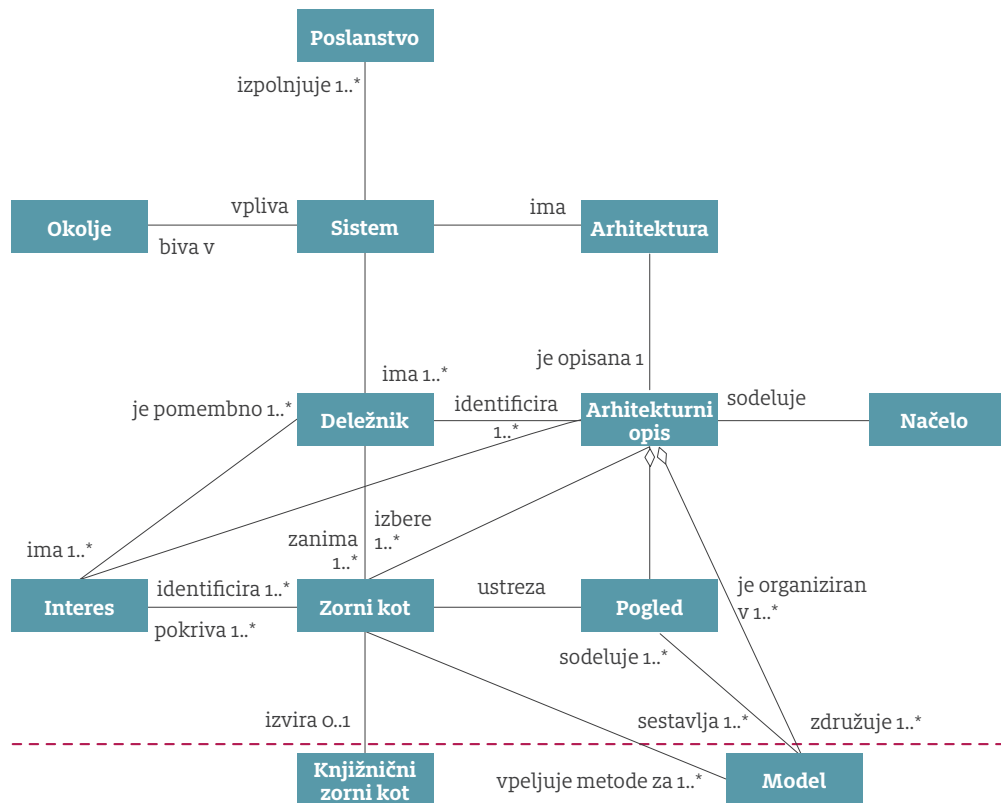 Poslanstvo
izpolnjuje 1..*
vpliva
ima
Okolje
Sistem
Arhitektura
biva v
je opisana 1
ima 1..*
je pomembno 1..*
identificira
sodeluje
Deležnik
Arhitekturni
opis
Načelo
1..*
izbere
1..*
zanima
1..*
ima 1..*
identificira 1..*
ustreza
je organiziran
v 1..*
Interes
Zorni kot
Pogled
pokriva 1..*
sodeluje 1..*
izvira 0..1
sestavlja 1..*
združuje 1..*
Knjižnični
zorni kot
vpeljuje metode za 1..*
Model